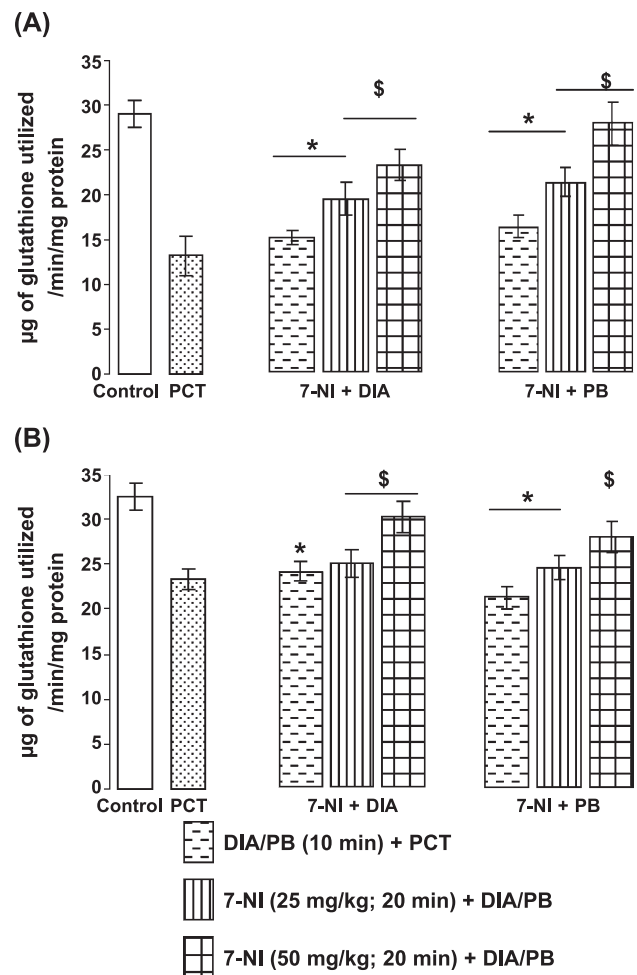 (A)
µg of glutathione utilized
/min/mg protein
35
30
25
20
15
10
5
0
* $ * $
Control PCT 7-NI + DIA 7-NI + PB
(B)
µg of glutathione utilized
/min/mg protein
35
30
25
20
15
10
5
0
* $ * $
Control PCT 7-NI + DIA 7-NI + PB
DIA/PB (10 min) + PCT
7-NI (25 mg/kg; 20 min) + DIA/PB
7-NI (50 mg/kg; 20 min) + DIA/PB